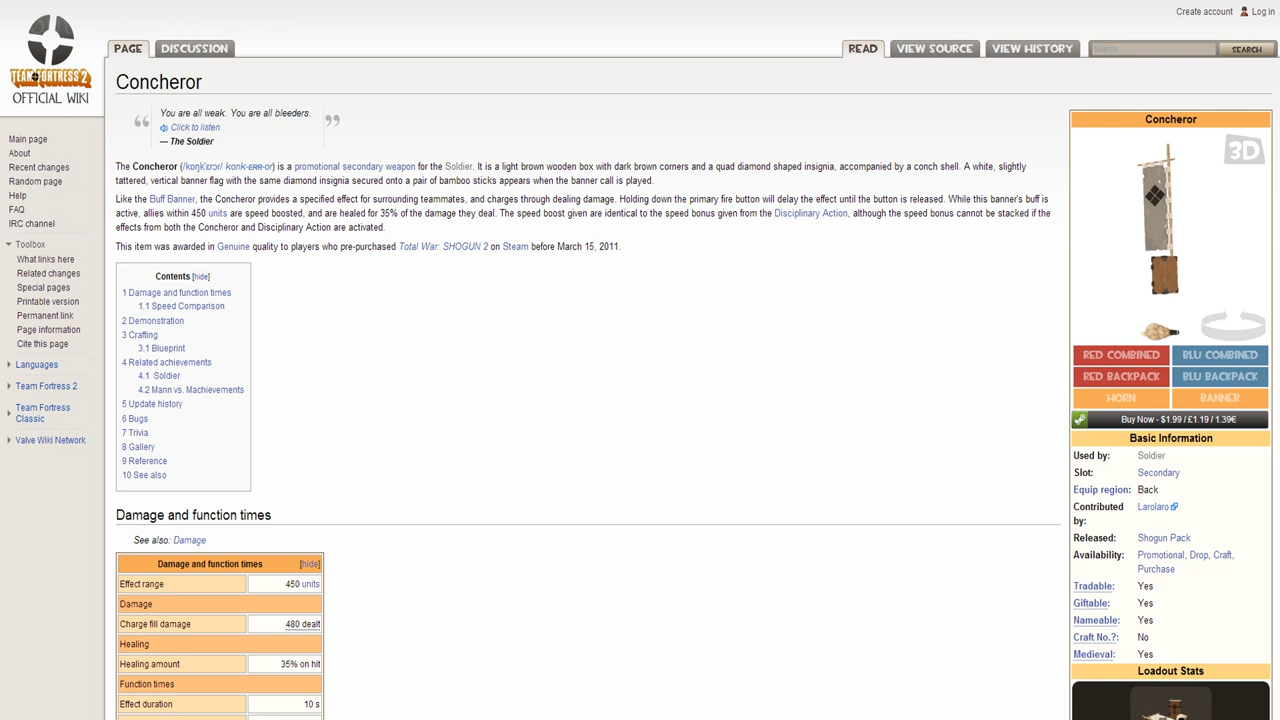 Create account Log in
TEAM FORTRESS 2
OFFICIAL WIKI
PAGE DISCUSSION READ VIEW SOURCE VIEW HISTORY Search SEARCH
Main page
About
Recent changes
Random page
Help
FAQ
IRC channel
Toolbox
What links here
Related changes
Special pages
Printable version
Permanent link
Page information
Cite this page
Languages
Team Fortress 2
Team Fortress
Classic
Valve Wiki Network
Concheror
“ You are all weak. You are all bleeders. ”
Click to listen
— The Soldier
The Concheror (/kɒŋkˈɛrər/ konk-ERR-or) is a promotional secondary weapon for the Soldier. It is a light brown wooden box with dark brown corners and a quad diamond shaped insignia, accompanied by a conch shell. A white, slightly
tattered, vertical banner flag with the same diamond insignia secured onto a pair of bamboo sticks appears when the banner call is played.
Like the Buff Banner, the Concheror provides a specified effect for surrounding teammates, and charges through dealing damage. Holding down the primary fire button will delay the effect until the button is released. While this banner's buff is
active, allies within 450 units are speed boosted, and are healed for 35% of the damage they deal. The speed boost given are identical to the speed bonus given from the Disciplinary Action, although the speed bonus cannot be stacked if the
effects from both the Concheror and Disciplinary Action are activated.
This item was awarded in Genuine quality to players who pre-purchased Total War: SHOGUN 2 on Steam before March 15, 2011.
Contents [hide]
1 Damage and function times
1.1 Speed Comparison
2 Demonstration
3 Crafting
3.1 Blueprint
4 Related achievements
4.1 Soldier
4.2 Mann vs. Machievements
5 Update history
6 Bugs
7 Trivia
8 Gallery
9 Reference
10 See also
Damage and function times
See also: Damage
Damage and function times [hide]
Effect range 450 units
Damage
Charge fill damage 480 dealt
Healing
Healing amount 35% on hit
Function times
Effect duration 10 s
Concheror
3D
RED COMBINED BLU COMBINED
RED BACKPACK BLU BACKPACK
HORN BANNER
Buy Now - $1.99 / £1.19 / 1.39€
Basic Information
Used by: Soldier
Slot: Secondary
Equip region: Back
Contributed by: Larolaro
Released: Shogun Pack
Availability: Promotional, Drop, Craft,
Purchase
Tradable: Yes
Giftable: Yes
Nameable: Yes
Craft No.?: No
Medieval: Yes
Loadout Stats